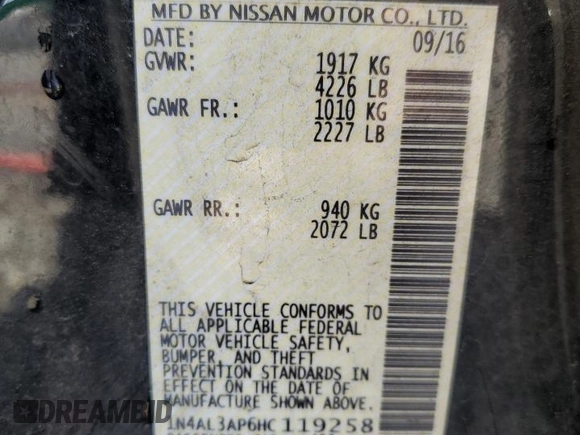 MFD BY NISSAN MOTOR CO., LTD.
DATE: 09/16
GVWR: 1917 KG
4226 LB
GAWR FR.: 1010 KG
2227 LB
GAWR RR.: 940 KG
2072 LB
THIS VEHICLE CONFORMS TO
ALL APPLICABLE FEDERAL
MOTOR VEHICLE SAFETY,
BUMPER, AND THEFT
PREVENTION STANDARDS IN
EFFECT ON THE DATE OF
MANUFACTURE SHOWN ABOVE.
1N4AL3AP6HC119258
DREAMBID